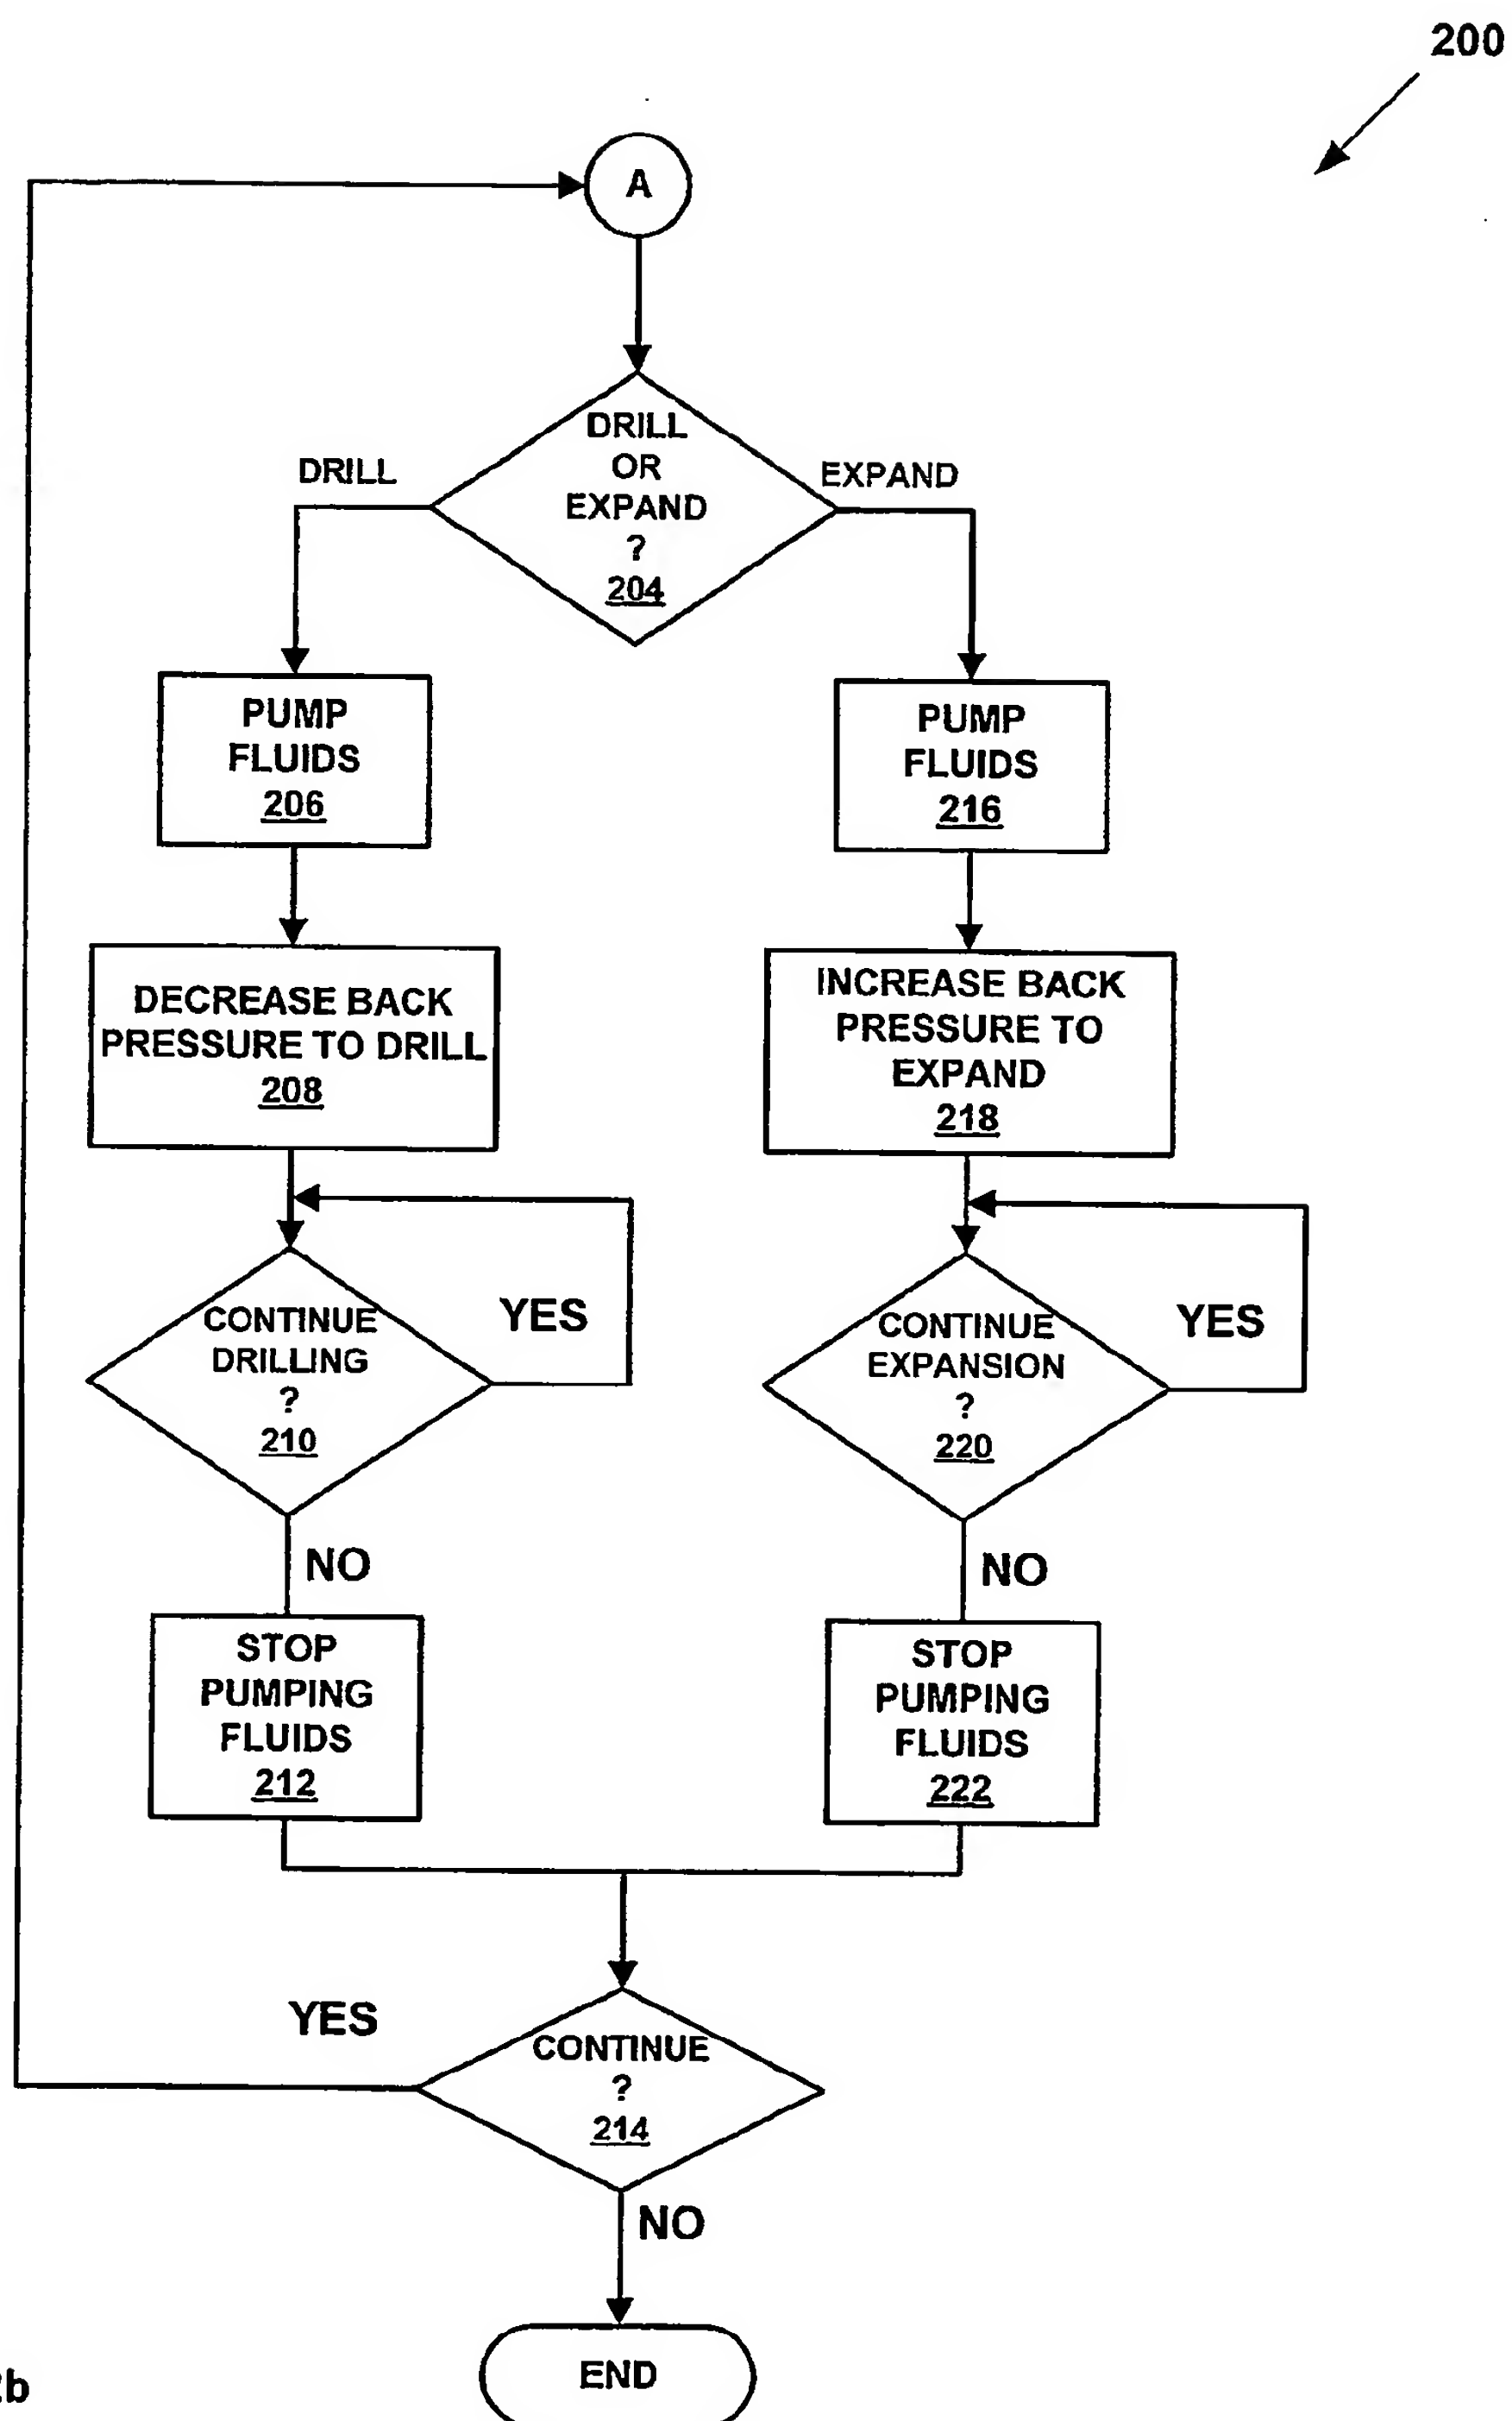 200
A
DRILL
OR
EXPAND
?
204
DRILL
EXPAND
PUMP
FLUIDS
206
PUMP
FLUIDS
216
DECREASE BACK
PRESSURE TO DRILL
208
INCREASE BACK
PRESSURE TO
EXPAND
218
CONTINUE
DRILLING
?
210
YES
CONTINUE
EXPANSION
?
220
YES
NO
NO
STOP
PUMPING
FLUIDS
212
STOP
PUMPING
FLUIDS
222
YES
CONTINUE
?
214
NO
END